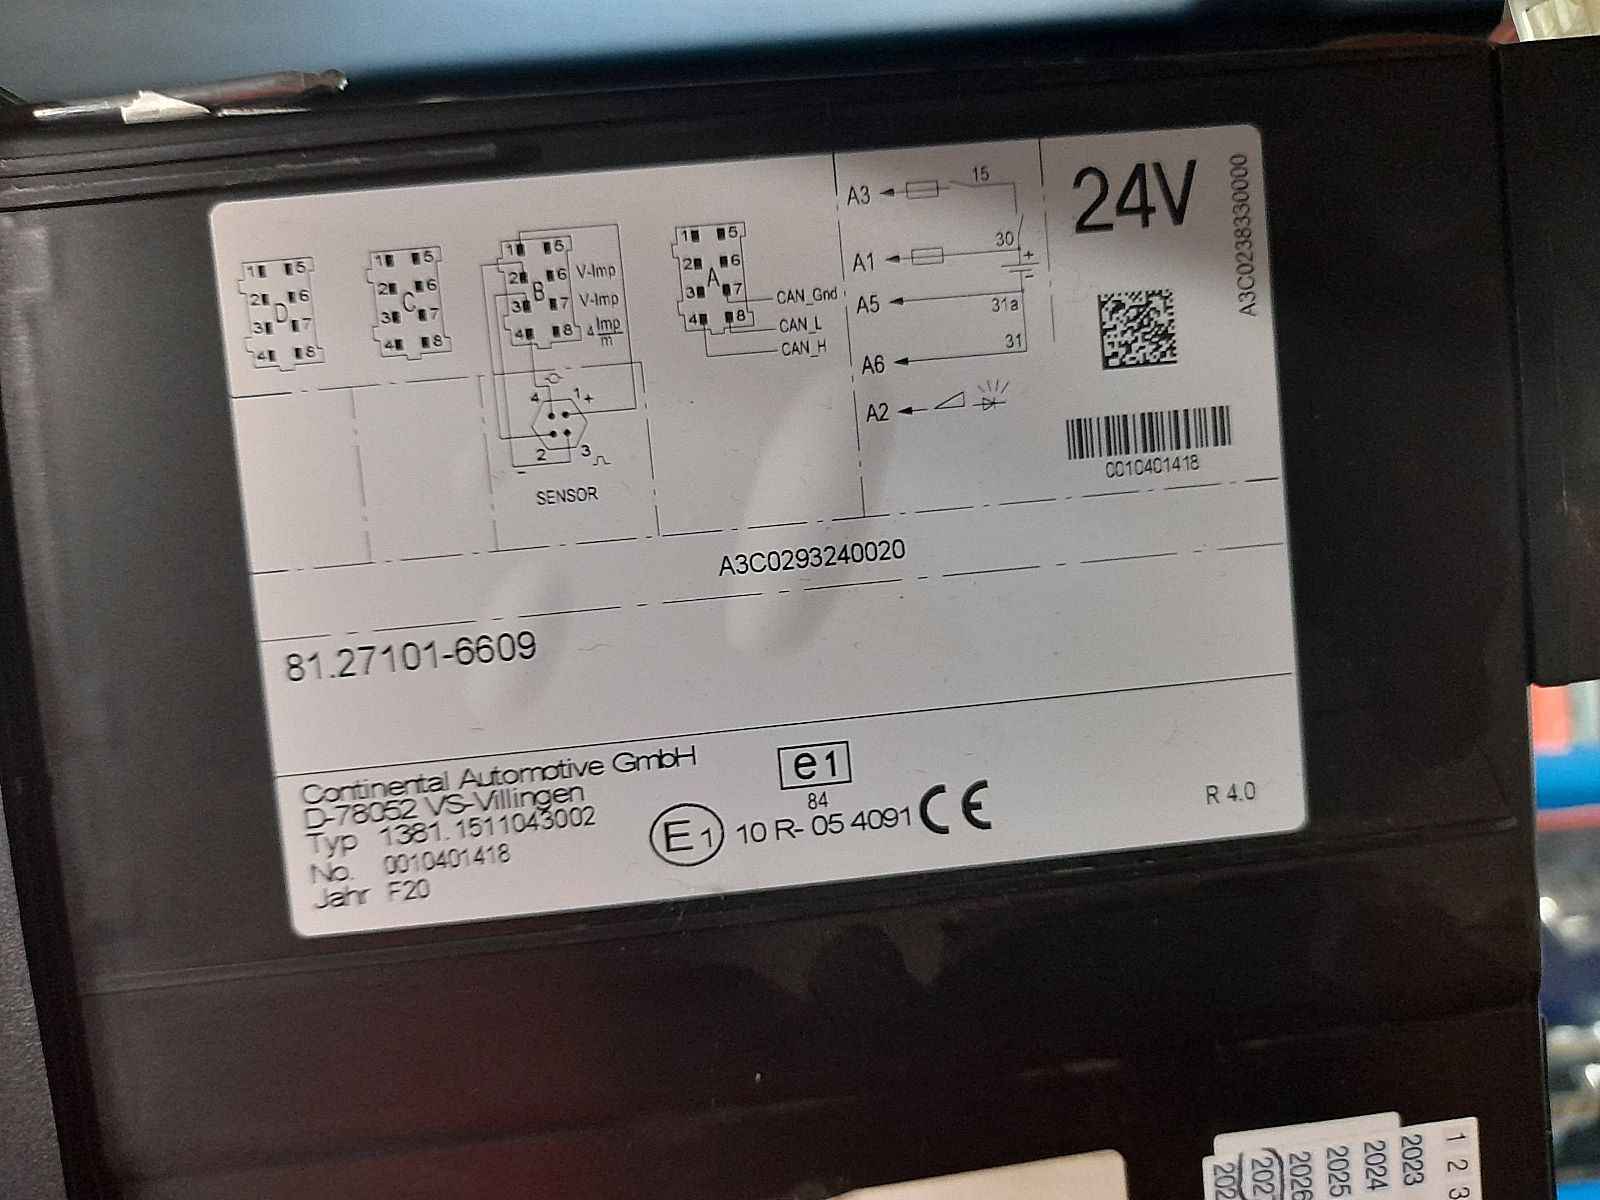 A3 15
24V
A3C0238330000
1 5 1 5 1 5 1 5
2 6 2 6 2 6 V-Imp 2 6
D C B A
3 7 3 7 3 7 V-Imp 3 7 CAN_Gnd
4 8 4 8 4 8 4 Imp/m 4 8 CAN_L
CAN_H
A1 30 + -
A5 31a
A6 31
A2
4 1 +
2 3
-
SENSOR
0010401418
A3C0293240020
81.27101-6609
Continental Automotive GmbH
D-78052 VS-Villingen
Typ 1381.1511043002
No. 0010401418
Jahr F20
e1
84
E1 10 R- 05 4091 CE
R 4.0
1 2 3
2023
2024
2025
2026